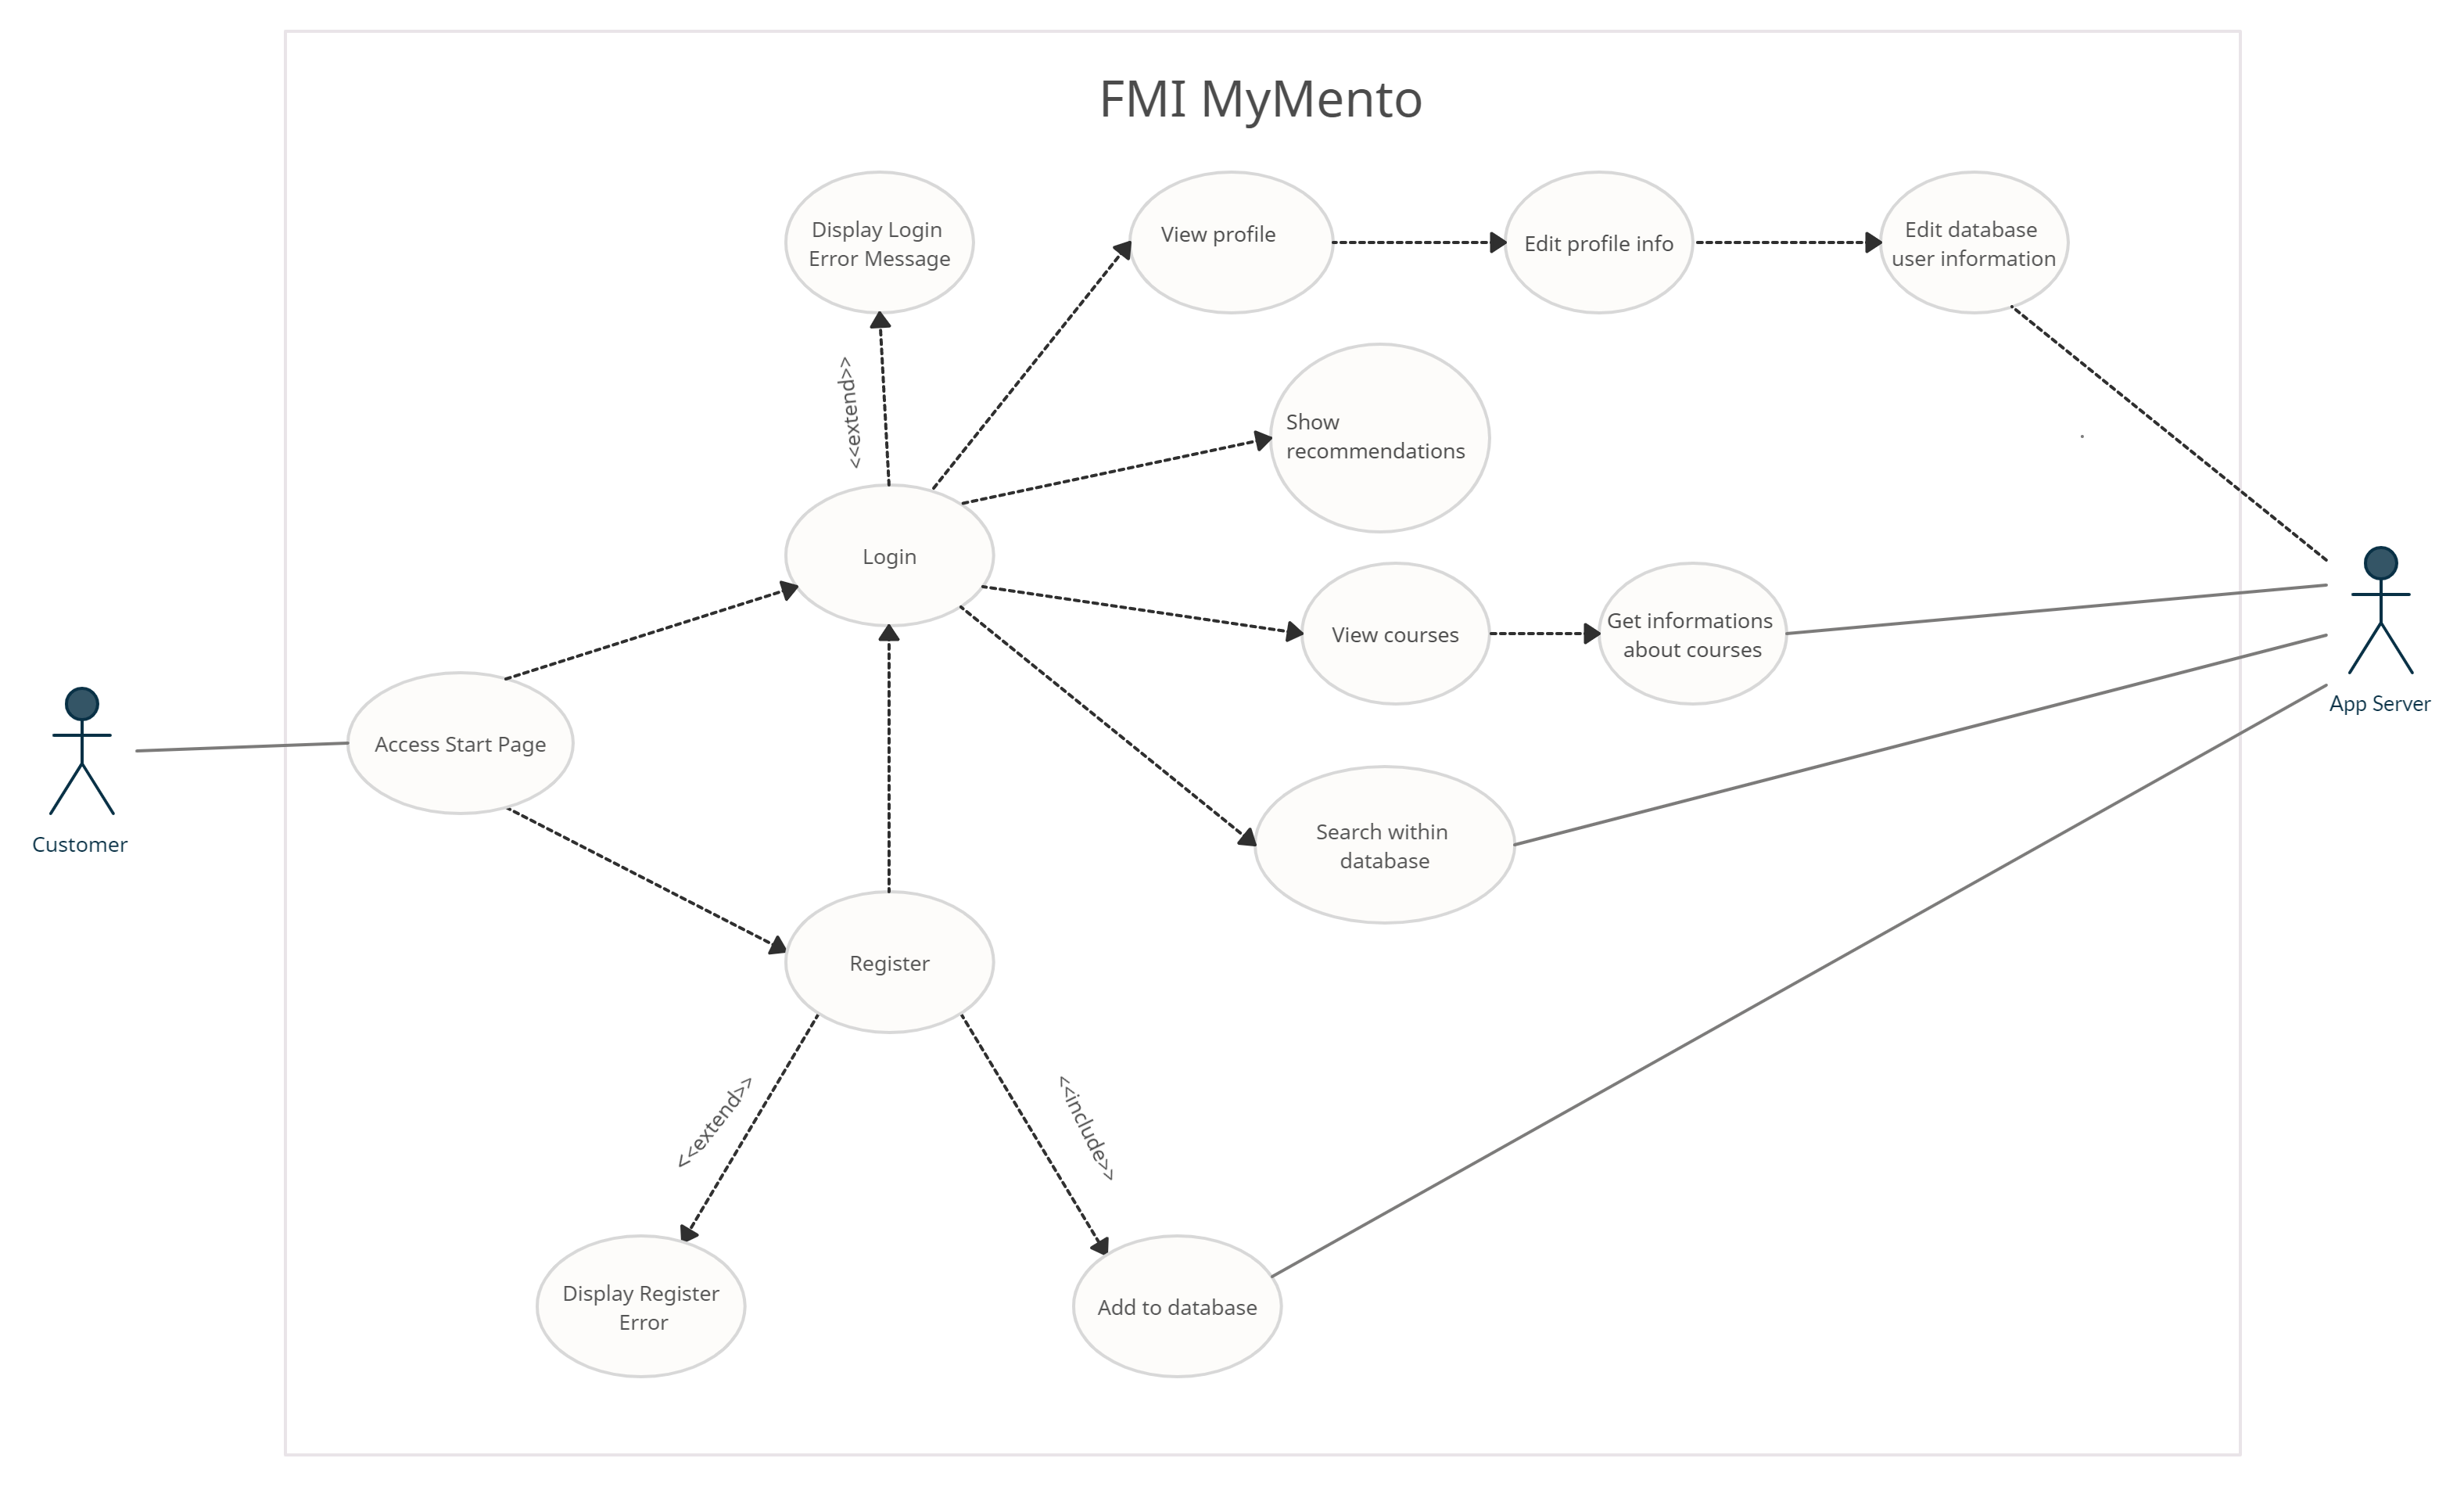 FMI MyMento
Display Login
Error Message
View profile
Edit profile info
Edit database
user information
<<extend>>
Show
recommendations
Login
View courses
Get informations
about courses
App Server
Access Start Page
Customer
Search within
database
Register
<<extend>>
<<include>>
Display Register
Error
Add to database